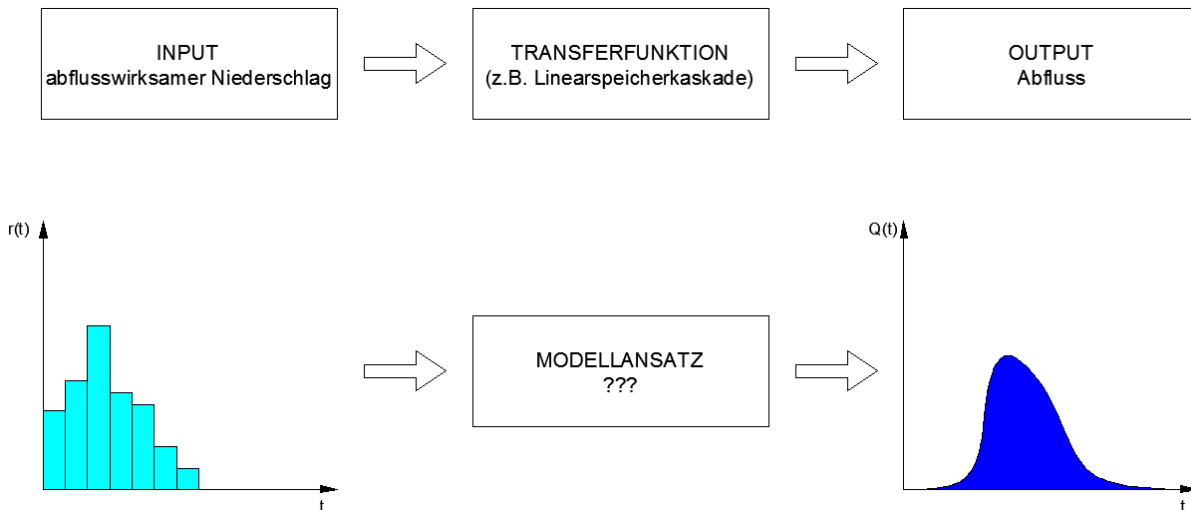 INPUT
abflusswirksamer Niederschlag
TRANSFERFUNKTION
(z.B. Linearspeicherkaskade)
OUTPUT
Abfluss
r(t)
t
MODELLANSATZ
???
Q(t)
t